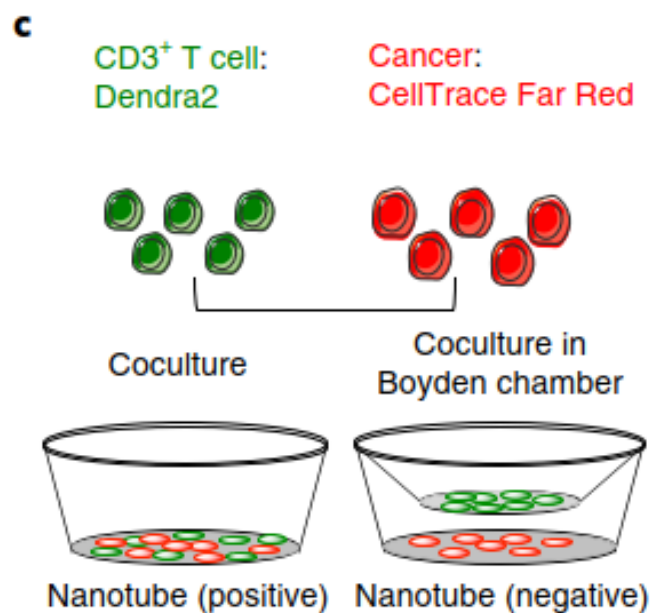 c
CD3⁺ T cell:
Dendra2
Cancer:
CellTrace Far Red
Coculture
Coculture in
Boyden chamber
Nanotube (positive)
Nanotube (negative)